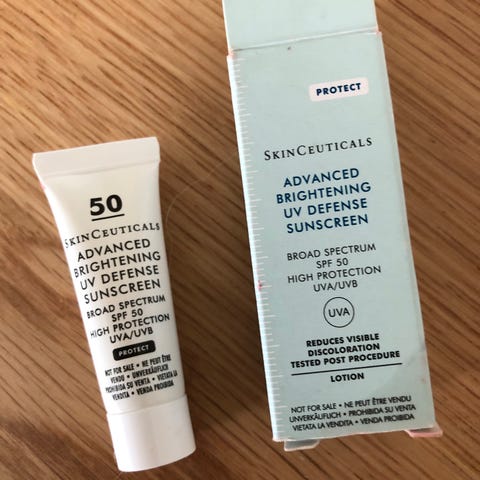 50
SKINCEUTICALS
ADVANCED
BRIGHTENING
UV DEFENSE
SUNSCREEN
BROAD SPECTRUM
SPF 50
HIGH PROTECTION
UVA/UVB
PROTECT
NOT FOR SALE • NE PEUT ÊTRE
VENDU • UNVERKÄUFLICH
PROHIBIDA SU VENTA • VIETATA LA
VENDITA • VENDA PROIBIDA
PROTECT
SKINCEUTICALS
ADVANCED
BRIGHTENING
UV DEFENSE
SUNSCREEN
BROAD SPECTRUM
SPF 50
HIGH PROTECTION
UVA/UVB
UVA
REDUCES VISIBLE
DISCOLORATION
TESTED POST PROCEDURE
LOTION
NOT FOR SALE • NE PEUT ÊTRE VENDU
UNVERKÄUFLICH • PROHIBIDA SU VENTA
VIETATA LA VENDITA • VENDA PROIBIDA